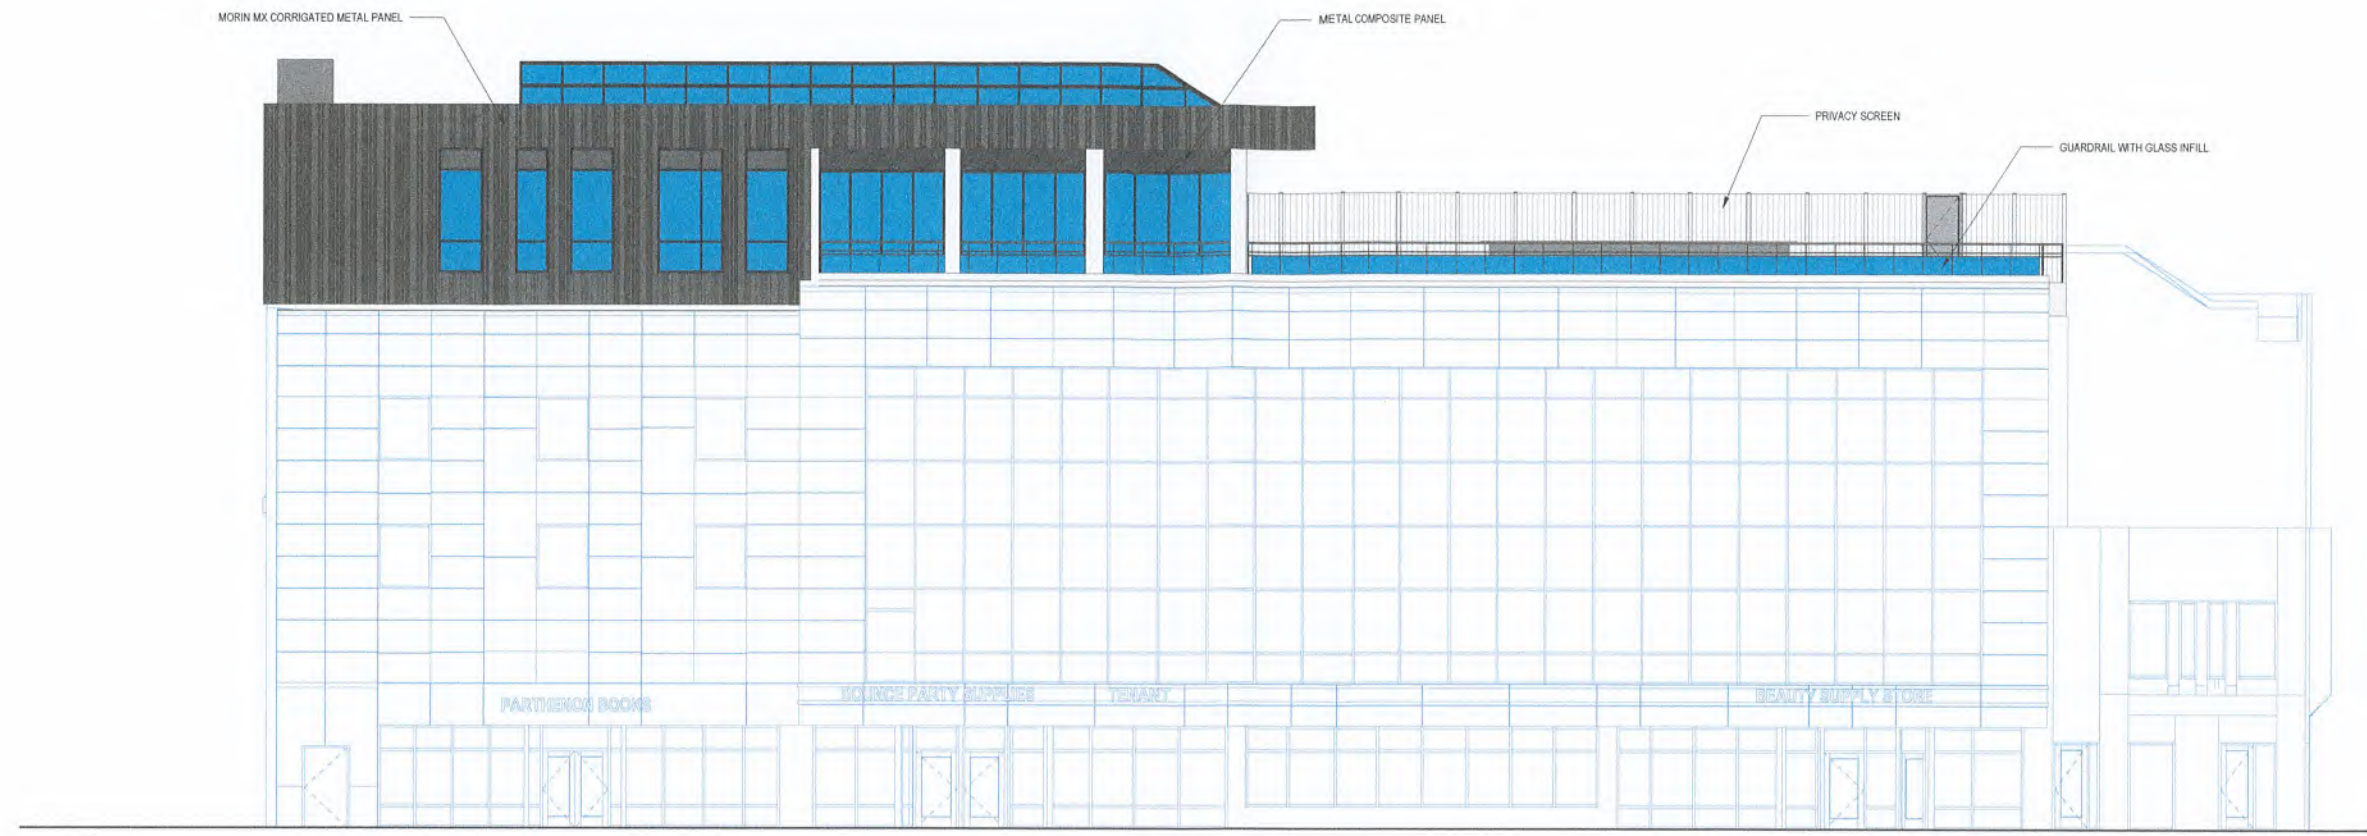 MORIN MX CORRIGATED METAL PANEL
METAL COMPOSITE PANEL
PRIVACY SCREEN
GUARDRAIL WITH GLASS INFILL
PARTHENON BOOKS
BOUNCE PARTY SUPPLIES
TENANT
BEAUTY SUPPLY STORE